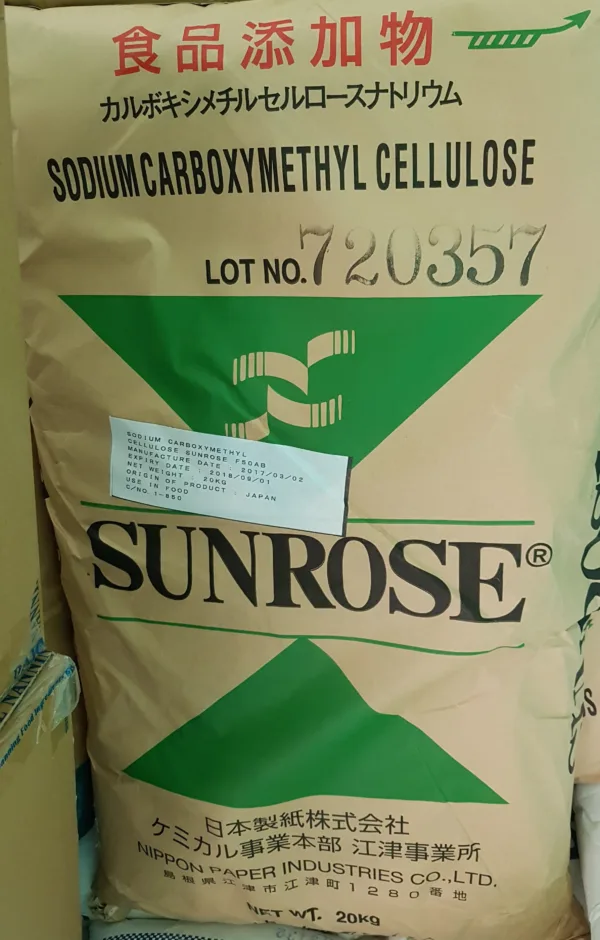 食品添加物
カルボキシメチルセルロースナトリウム
SODIUM CARBOXYMETHYL CELLULOSE
LOT NO. 720357
SODIUM CARBOXYMETHYL
CELLULOSE SUNROSE F50AB
MANUFACTURE DATE : 2017/03/02
EXPIRY DATE : 2018/09/01
NET WEIGHT : 20KG
ORIGIN OF PRODUCT : JAPAN
USE IN FOOD
C/NO. 1-850
SUNROSE®
日本製紙株式会社
ケミカル事業本部 江津事業所
NIPPON PAPER INDUSTRIES CO.,LTD.
島根県江津市江津町1280番地
NET WT. 20kg